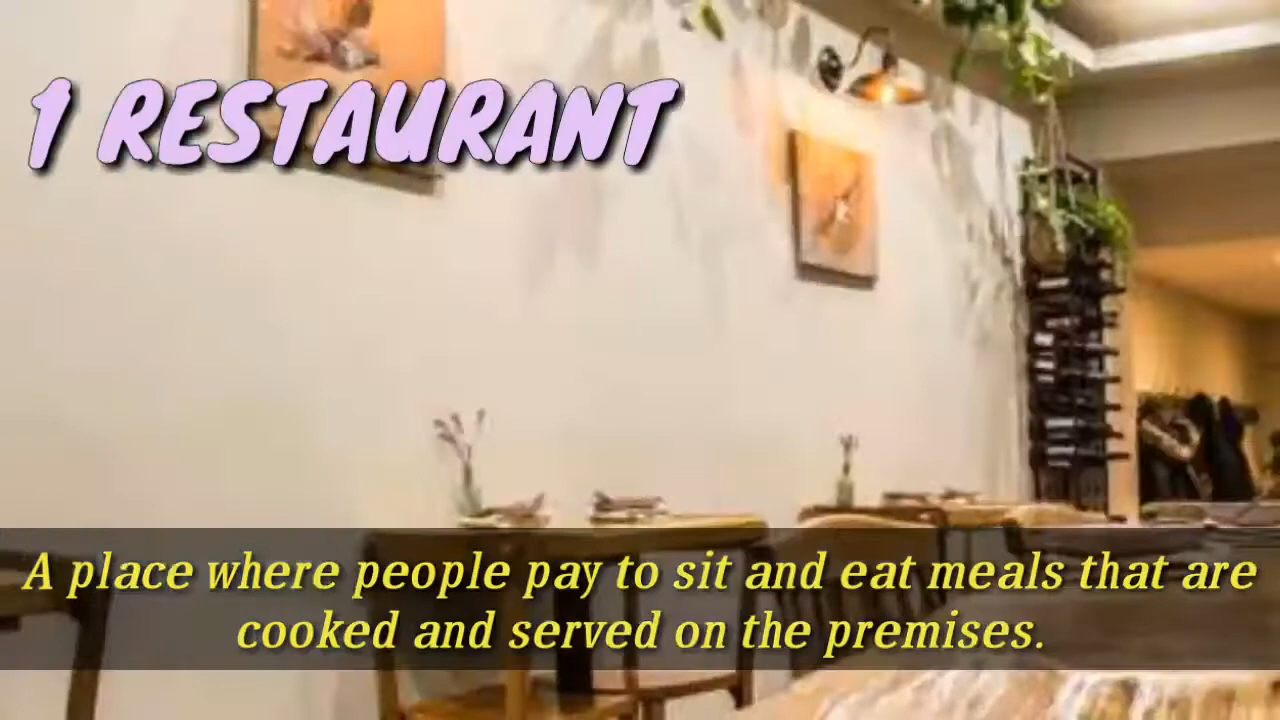 1 RESTAURANT
A place where people pay to sit and eat meals that are
cooked and served on the premises.